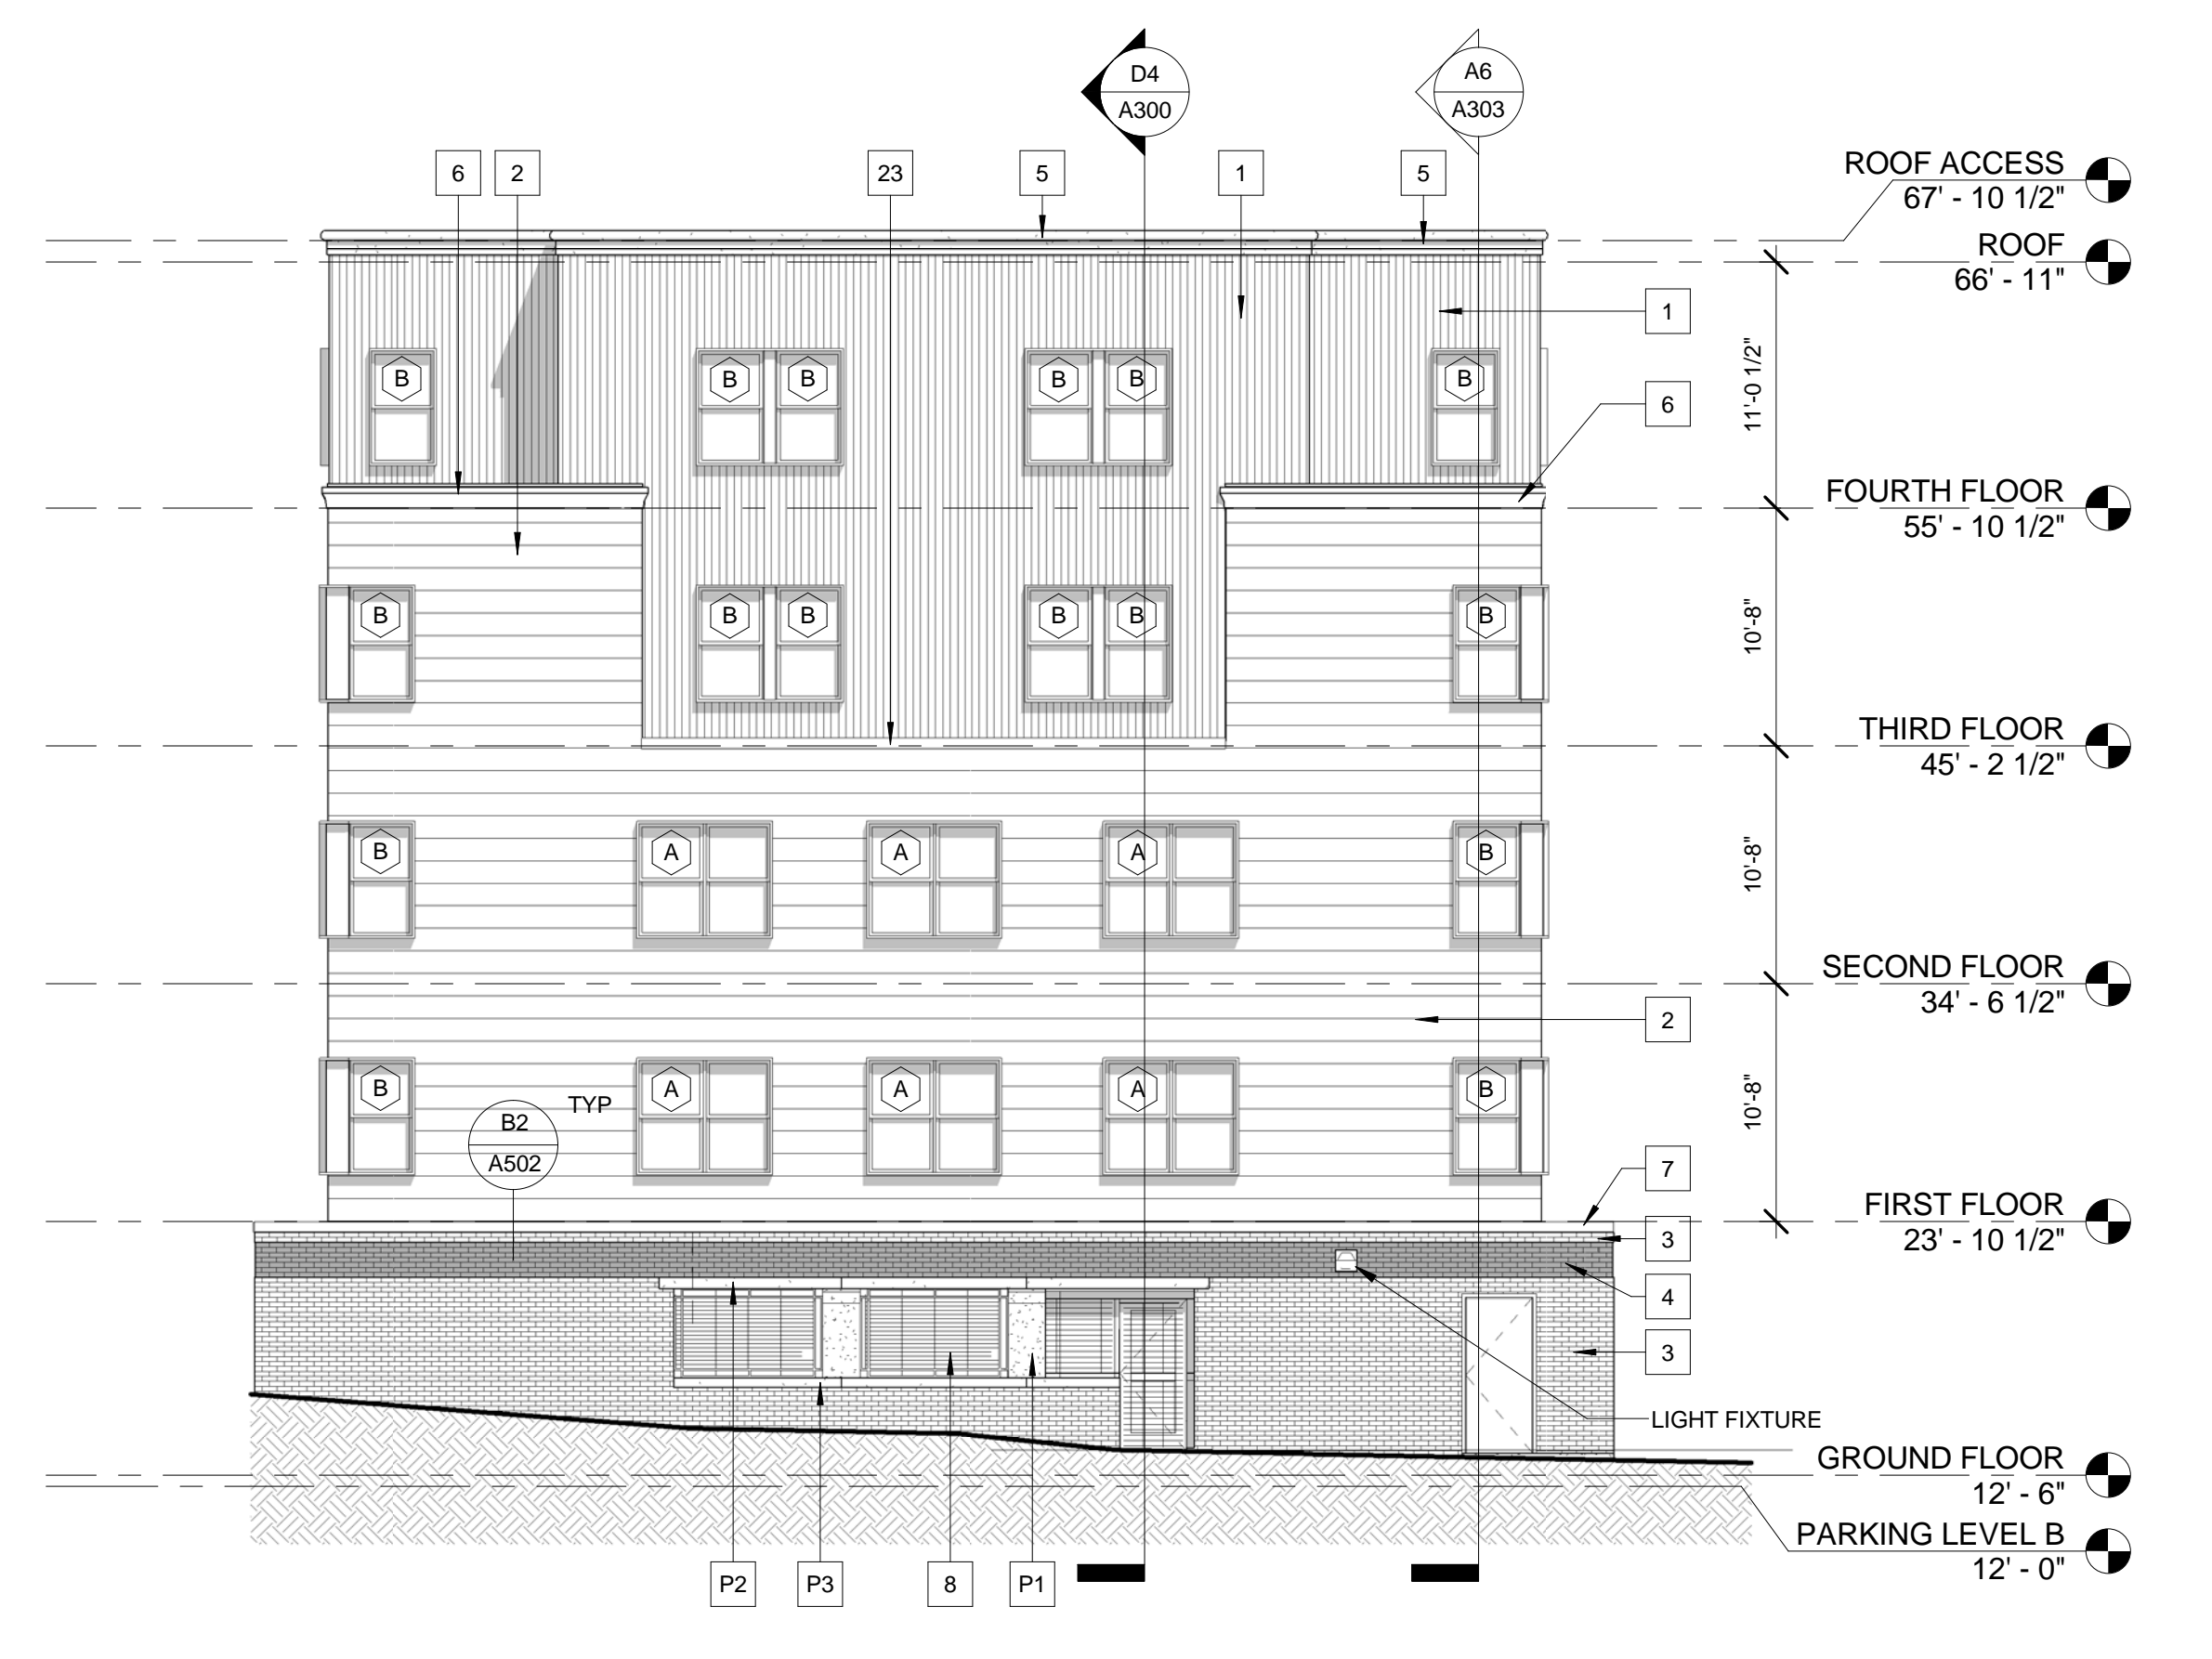 D4
A300
A6
A303
6
2
23
5
1
5
ROOF ACCESS
67' - 10 1/2"
ROOF
66' - 11"
1
11'-0 1/2"
B
B
B
B
B
B
6
FOURTH FLOOR
55' - 10 1/2"
10'-8"
B
B
B
B
B
B
THIRD FLOOR
45' - 2 1/2"
10'-8"
B
A
A
A
B
SECOND FLOOR
34' - 6 1/2"
2
10'-8"
B
A
A
A
B
B2
A502
TYP
7
FIRST FLOOR
23' - 10 1/2"
3
4
3
LIGHT FIXTURE
GROUND FLOOR
12' - 6"
PARKING LEVEL B
12' - 0"
P2
P3
8
P1